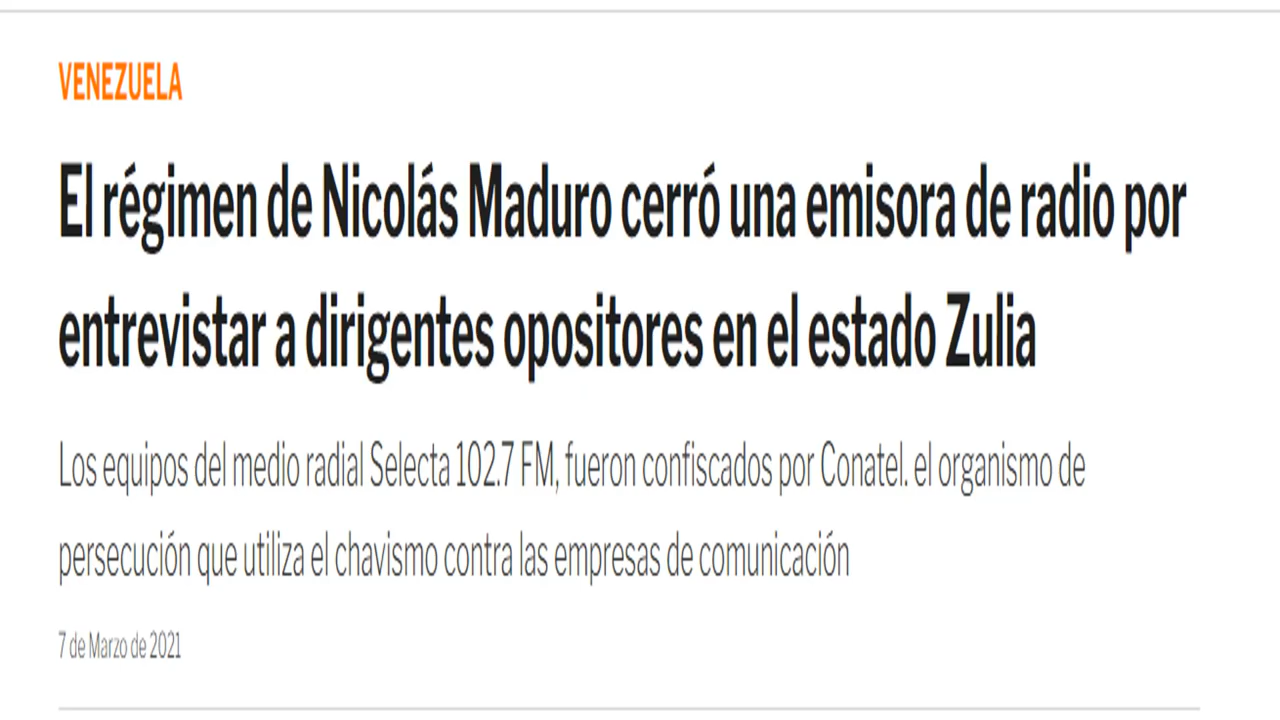 VENEZUELA
El régimen de Nicolás Maduro cerró una emisora de radio por
entrevistar a dirigentes opositores en el estado Zulia
Los equipos del medio radial Selecta 102.7 FM, fueron confiscados por Conatel. el organismo de
persecución que utiliza el chavismo contra las empresas de comunicación
7 de Marzo de 2021